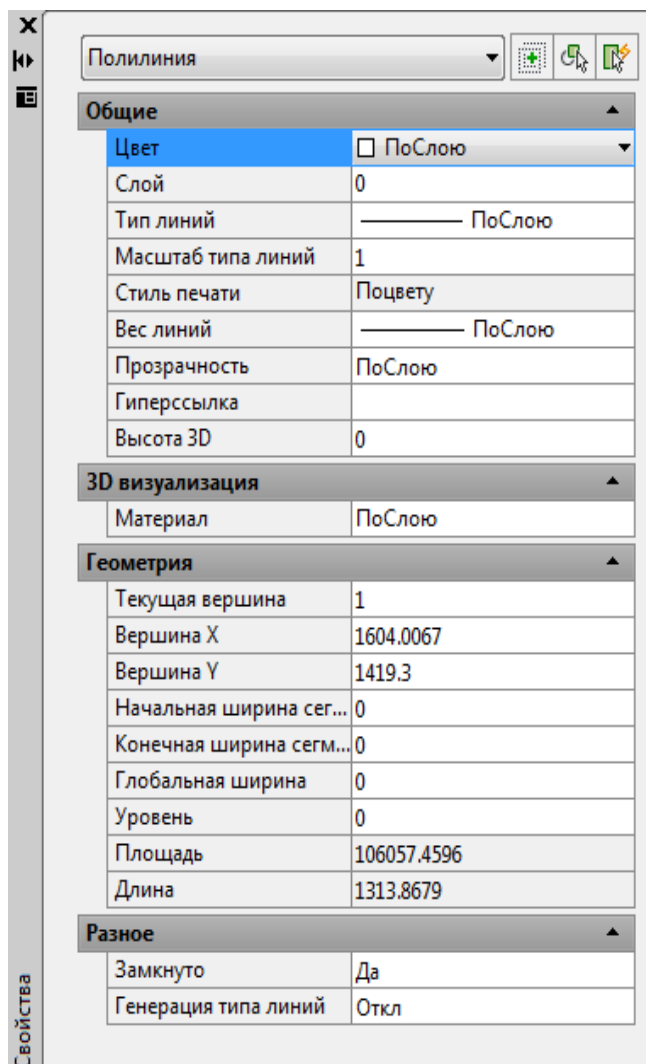 Полилиния
Общие
Цвет ПоСлою
Слой 0
Тип линий ПоСлою
Масштаб типа линий 1
Стиль печати Поцвету
Вес линий ПоСлою
Прозрачность ПоСлою
Гиперссылка
Высота 3D 0
3D визуализация
Материал ПоСлою
Геометрия
Текущая вершина 1
Вершина X 1604.0067
Вершина Y 1419.3
Начальная ширина сег... 0
Конечная ширина сегм... 0
Глобальная ширина 0
Уровень 0
Площадь 106057.4596
Длина 1313.8679
Разное
Замкнуто Да
Генерация типа линий Откл
Свойства